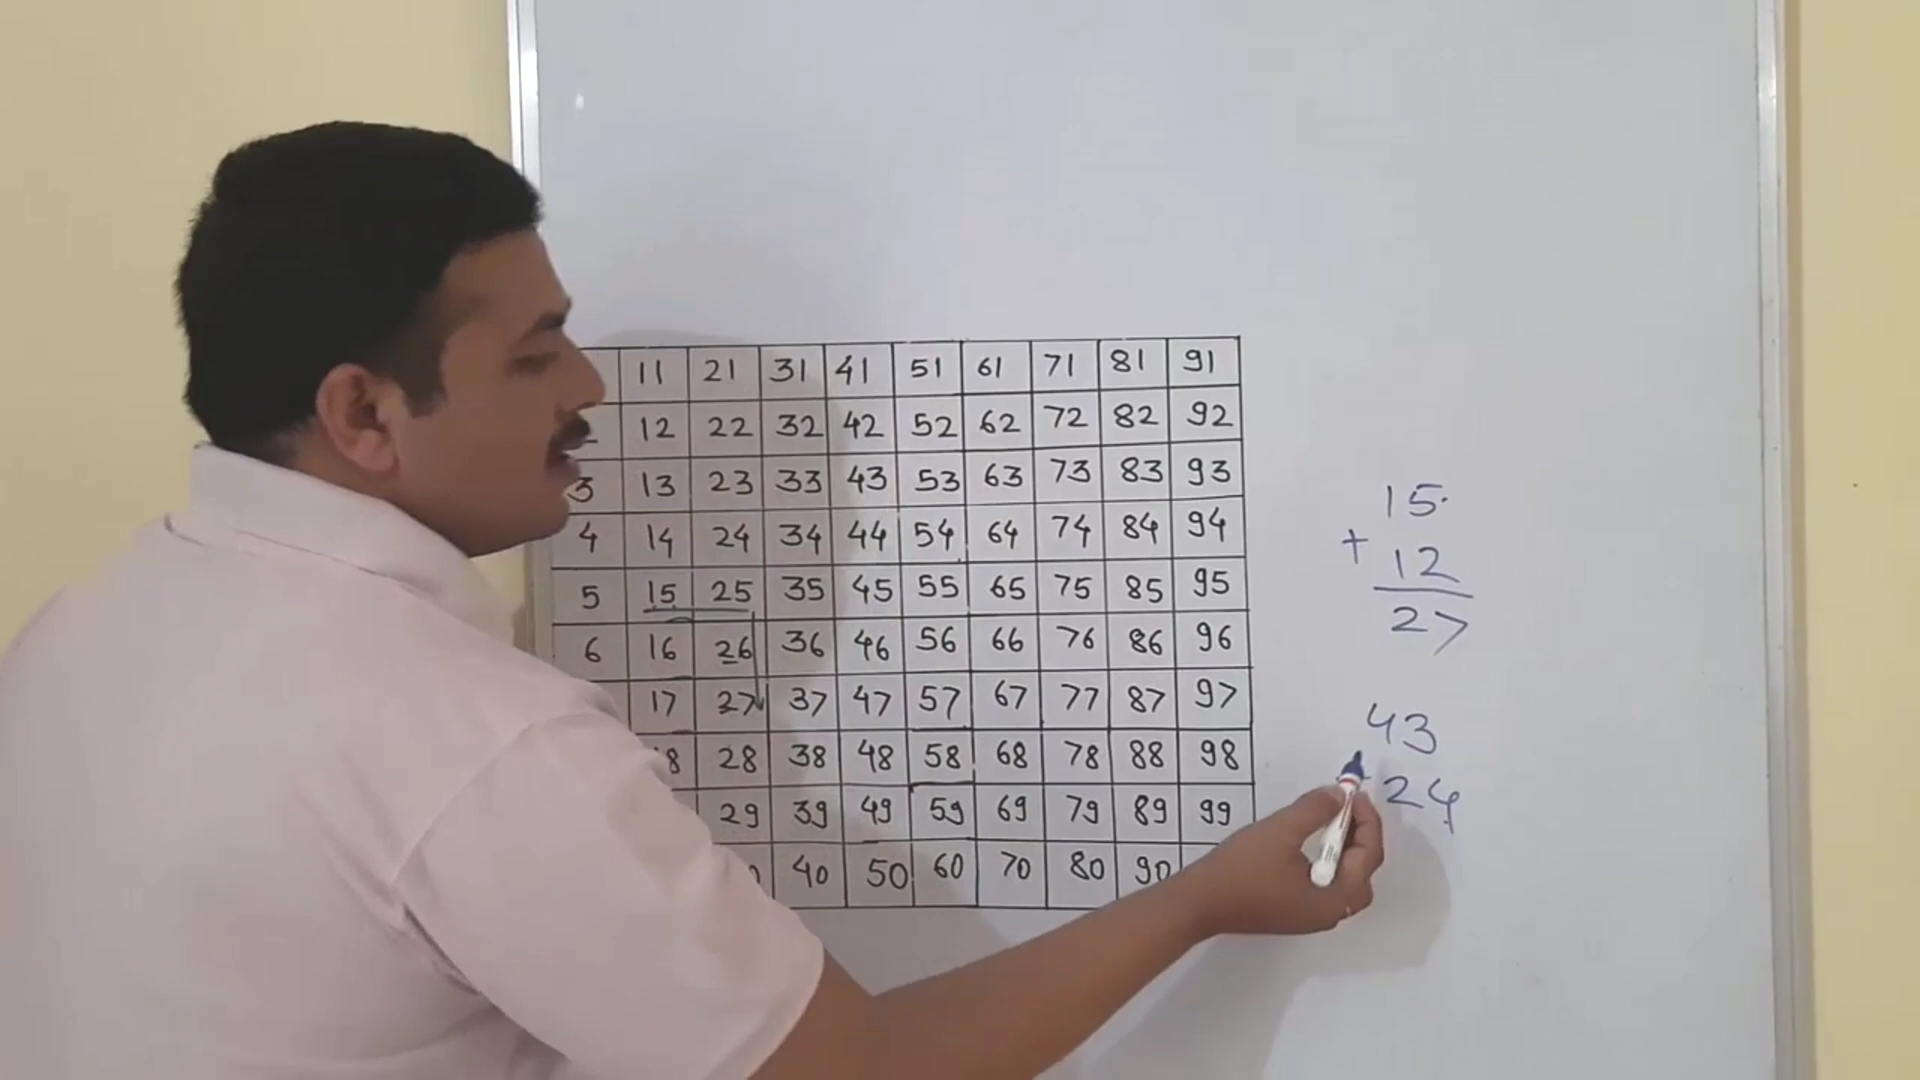 11 21 31 41 51 61 71 81 91
12 22 32 42 52 62 72 82 92
3 13 23 33 43 53 63 73 83 93
4 14 24 34 44 54 64 74 84 94
5 15 25 35 45 55 65 75 85 95
6 16 26 36 46 56 66 76 86 96
17 27 37 47 57 67 77 87 97
8 28 38 48 58 68 78 88 98
29 39 49 59 69 79 89 99
0 40 50 60 70 80 90
15
+ 12
27
43
24